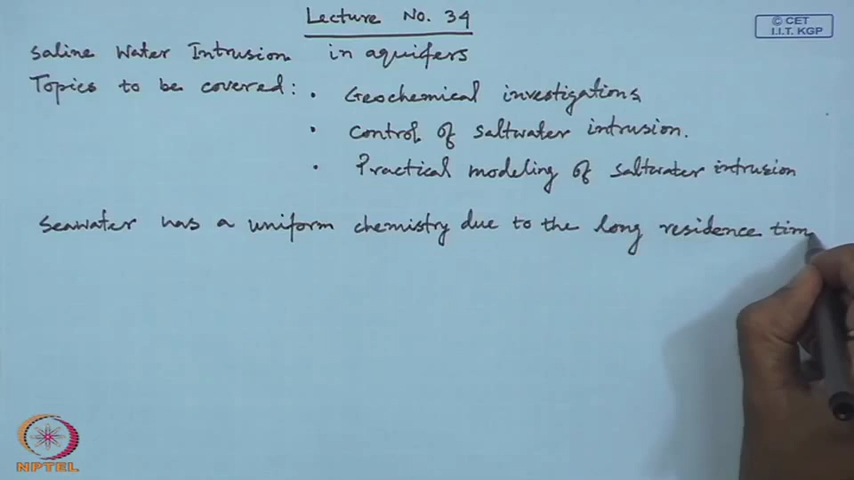 Lecture No. 34
© CET
I.I.T. KGP
Saline Water Intrusion in aquifers
Topics to be covered : • Geochemical investigations
• Control of saltwater intrusion.
• Practical modeling of saltwater intrusion
Seawater has a uniform chemistry due to the long residence tim
NPTEL